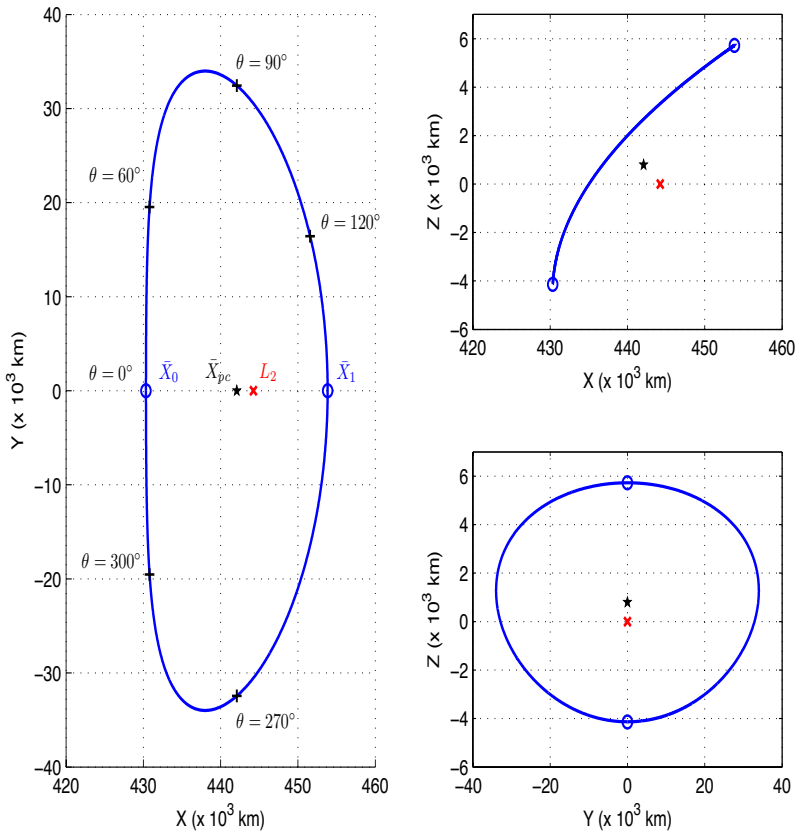 40
30
20
10
0
−10
−20
−30
−40
420
430
440
450
460
X (x 10³ km)
Y (x 10³ km)
θ = 90°
θ = 60°
θ = 120°
θ = 0°
X̄₀
X̄pc
L₂
X̄₁
θ = 300°
θ = 270°
6
4
2
0
−2
−4
−6
420
430
440
450
460
X (x 10³ km)
Z (x 10³ km)
6
4
2
0
−2
−4
−6
−40
−20
0
20
40
Y (x 10³ km)
Z (x 10³ km)